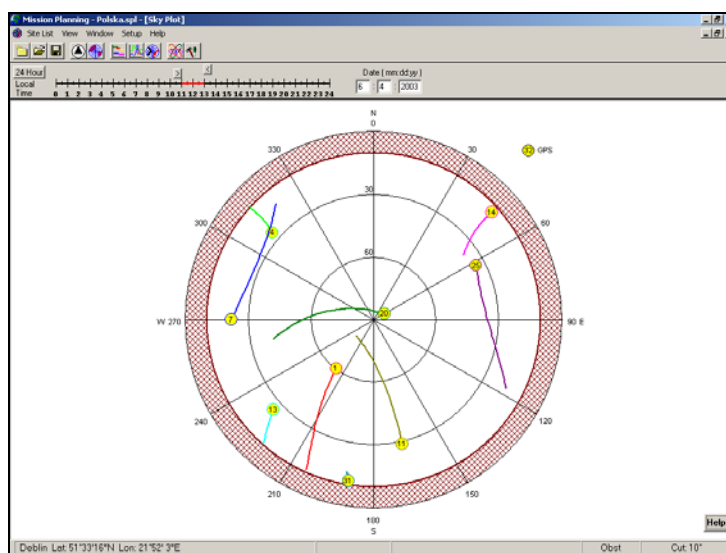 Mission Planning - Polska.spl - [Sky Plot]
Site List View Window Setup Help
24 Hour
Local
Time
0 1 2 3 4 5 6 7 8 9 10 11 12 13 14 15 16 17 18 19 20 21 22 23 24
Date ( mm:dd:yy )
6 : 4 : 2003
N
0
330
30
32 GPS
300
30
14
60
4
60
25
W 270
7
20
90 E
1
13
240
11
120
31
210
150
180
S
Help
Deblin Lat: 51°33'16"N Lon: 21°52' 3"E
Obst
Cut: 10°